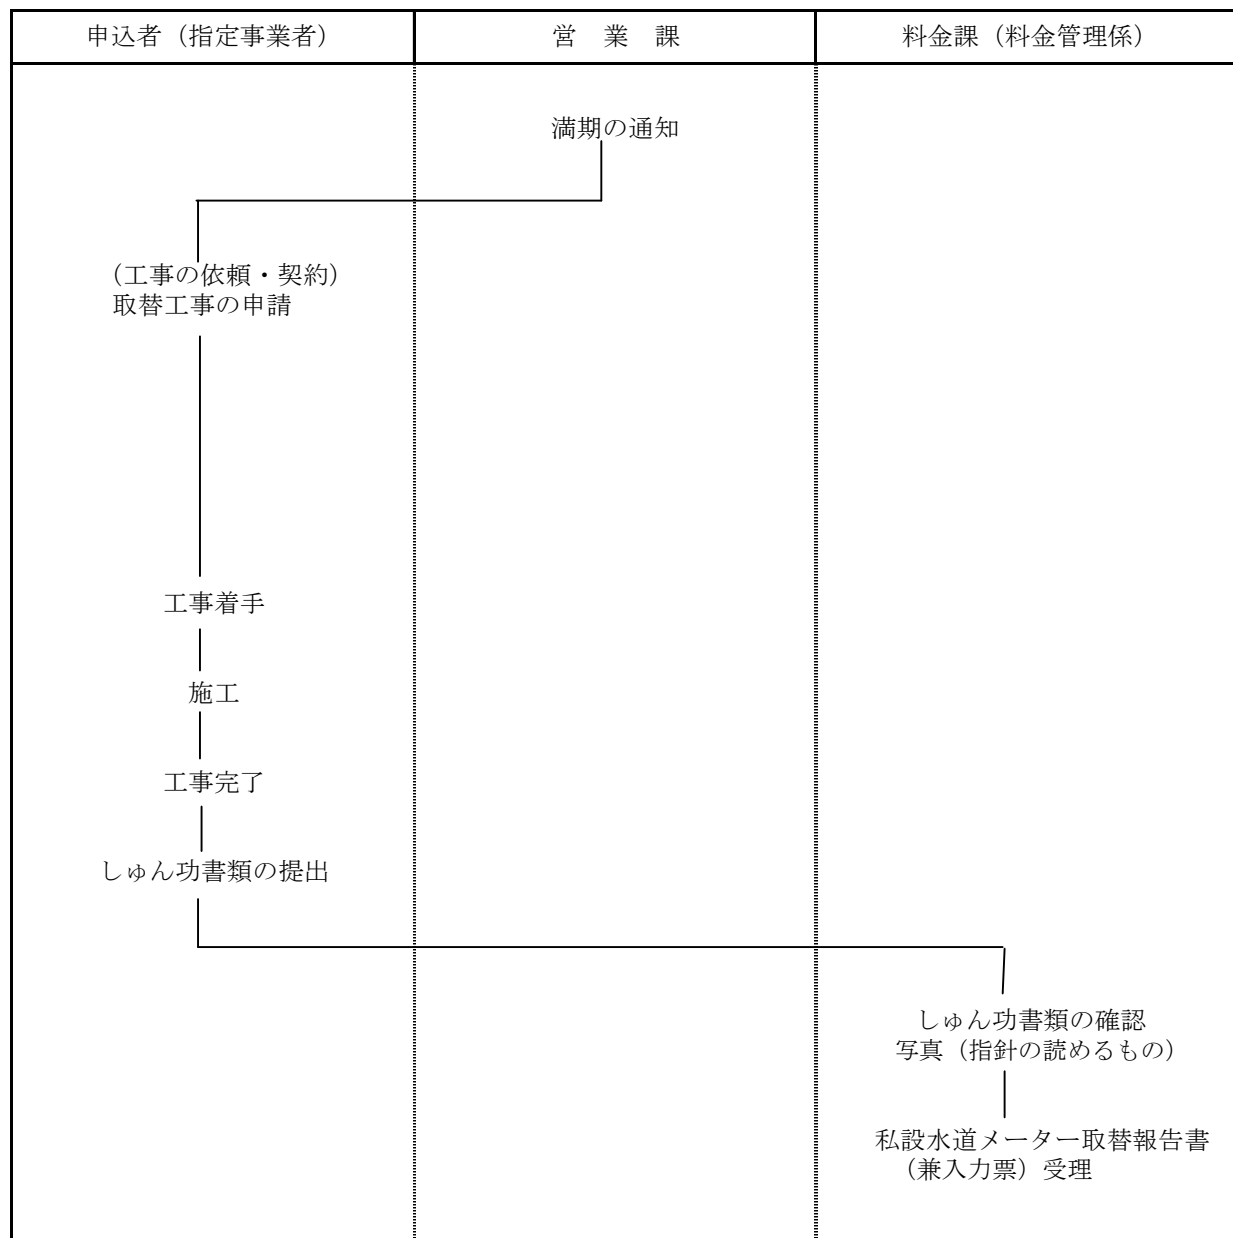 申込者（指定事業者）
営　業　課
料金課（料金管理係）
満期の通知
（工事の依頼・契約）
取替工事の申請
工事着手
施工
工事完了
しゅん功書類の提出
しゅん功書類の確認
写真（指針の読めるもの）
私設水道メーター取替報告書
（兼入力票）受理